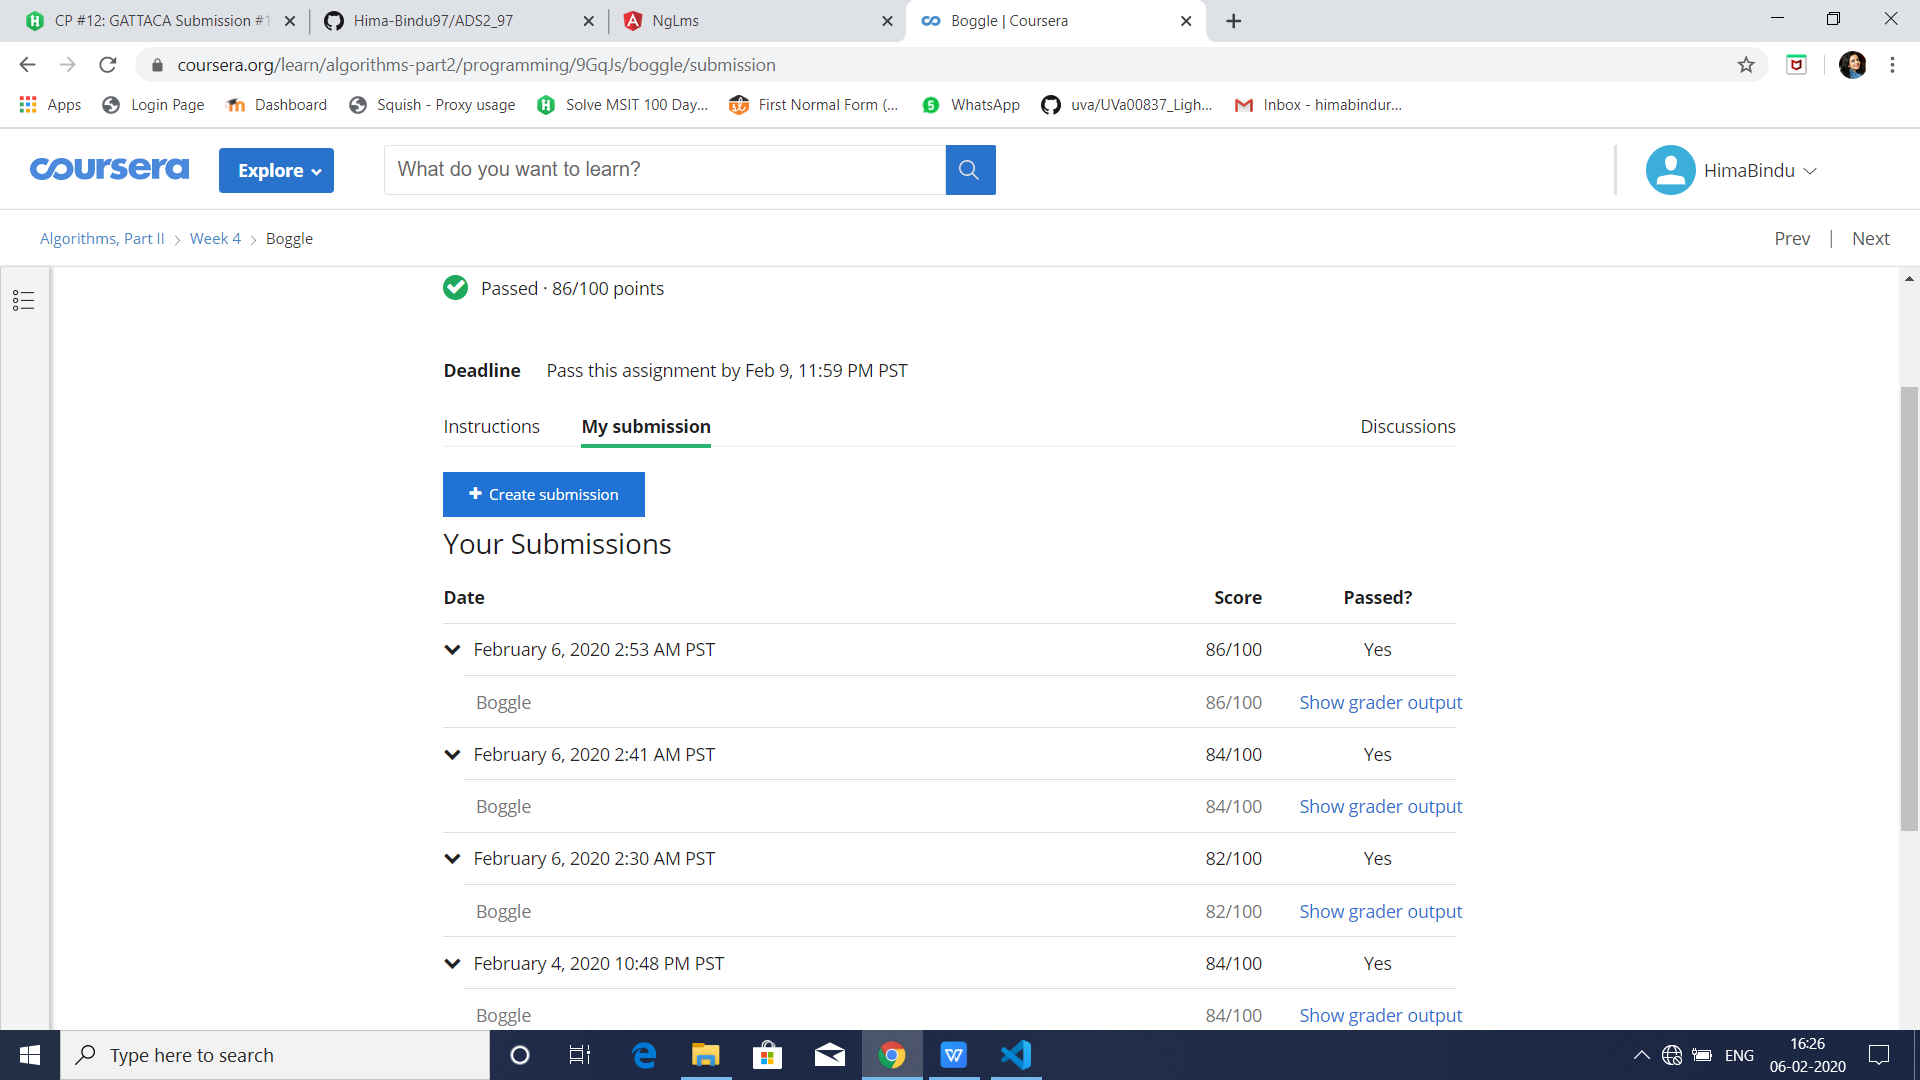 CP #12: GATTACA Submission #1
Hima-Bindu97/ADS2_97
NgLms
Boggle | Coursera
coursera.org/learn/algorithms-part2/programming/9GqJs/boggle/submission
Apps
Login Page
Dashboard
Squish - Proxy usage
Solve MSIT 100 Day...
First Normal Form (...
WhatsApp
uva/UVa00837_Ligh...
Inbox - himabindur...
coursera
Explore
What do you want to learn?
HimaBindu
Algorithms, Part II
Week 4
Boggle
Prev | Next
Passed · 86/100 points
Deadline Pass this assignment by Feb 9, 11:59 PM PST
Instructions My submission Discussions
+ Create submission
Your Submissions
Date Score Passed?
February 6, 2020 2:53 AM PST 86/100 Yes
Boggle 86/100 Show grader output
February 6, 2020 2:41 AM PST 84/100 Yes
Boggle 84/100 Show grader output
February 6, 2020 2:30 AM PST 82/100 Yes
Boggle 82/100 Show grader output
February 4, 2020 10:48 PM PST 84/100 Yes
Boggle 84/100 Show grader output
Type here to search
ENG
16:26
06-02-2020